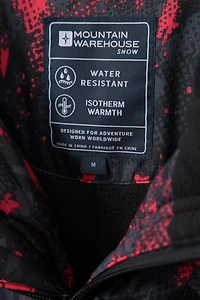 MOUNTAIN
WAREHOUSE
SNOW
WATER
RESISTANT
ISOTHERM
WARMTH
DESIGNED FOR ADVENTURE
WORN WORLDWIDE
MADE IN CHINA / FABRIQUÉ EN CHINE
M